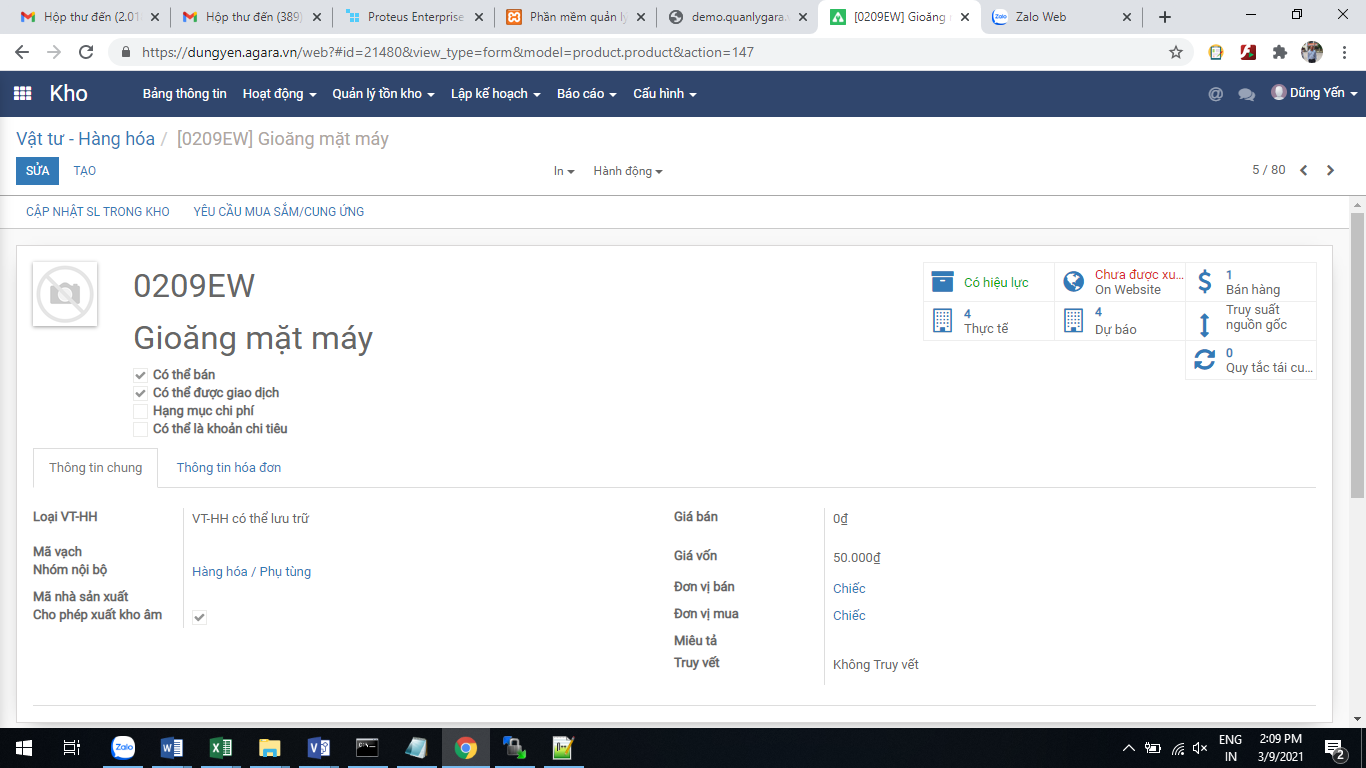 Hộp thư đến (2.01
Hộp thư đến (389)
Proteus Enterprise
Phần mềm quản lý
demo.quanlygara.
[0209EW] Gioăng
Zalo Web
https://dungyen.agara.vn/web?#id=21480&view_type=form&model=product.product&action=147
Kho
Bảng thông tin
Hoạt động
Quản lý tồn kho
Lập kế hoạch
Báo cáo
Cấu hình
@
Dũng Yến
Vật tư - Hàng hóa / [0209EW] Gioăng mặt máy
SỬA
TẠO
In
Hành động
5 / 80
CẬP NHẬT SL TRONG KHO
YÊU CẦU MUA SẮM/CUNG ỨNG
0209EW
Gioăng mặt máy
Có hiệu lực
Chưa được xu...
On Website
1
Bán hàng
4
Thực tế
4
Dự báo
Truy suất
nguồn gốc
0
Quy tắc tái cu...
Có thể bán
Có thể được giao dịch
Hạng mục chi phí
Có thể là khoản chi tiêu
Thông tin chung
Thông tin hóa đơn
Loại VT-HH
VT-HH có thể lưu trữ
Mã vạch
Nhóm nội bộ
Hàng hóa / Phụ tùng
Mã nhà sản xuất
Cho phép xuất kho âm
Giá bán
0₫
Giá vốn
50.000₫
Đơn vị bán
Chiếc
Đơn vị mua
Chiếc
Miêu tả
Truy vết
Không Truy vết
Zalo
ENG
IN
2:09 PM
3/9/2021
2